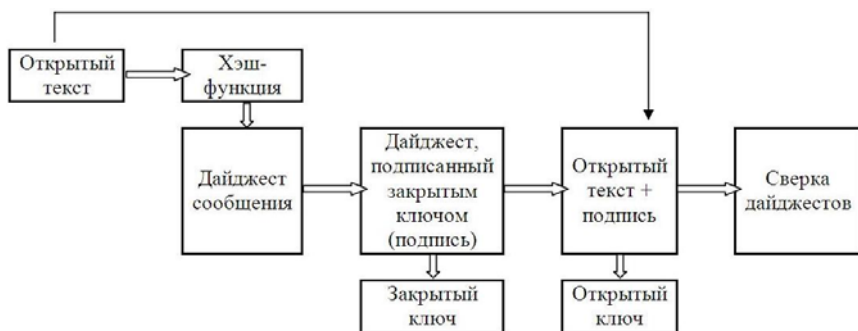 Открытый
текст
Хэш-
функция
Дайджест
сообщения
Дайджест,
подписанный
закрытым
ключом
(подпись)
Открытый
текст +
подпись
Сверка
дайджестов
Закрытый
ключ
Открытый
ключ